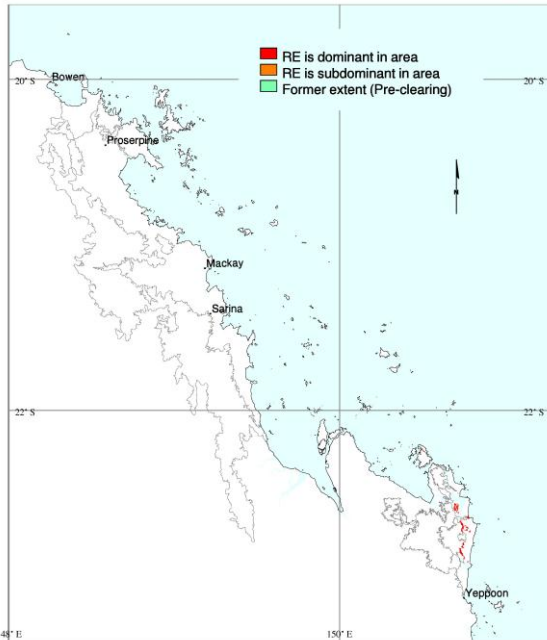 RE is dominant in area
RE is subdominant in area
Former extent (Pre-clearing)
20° S
20° S
Bowen
Proserpine
N
Mackay
Sarina
22° S
22° S
Yeppoon
48° E
150° E